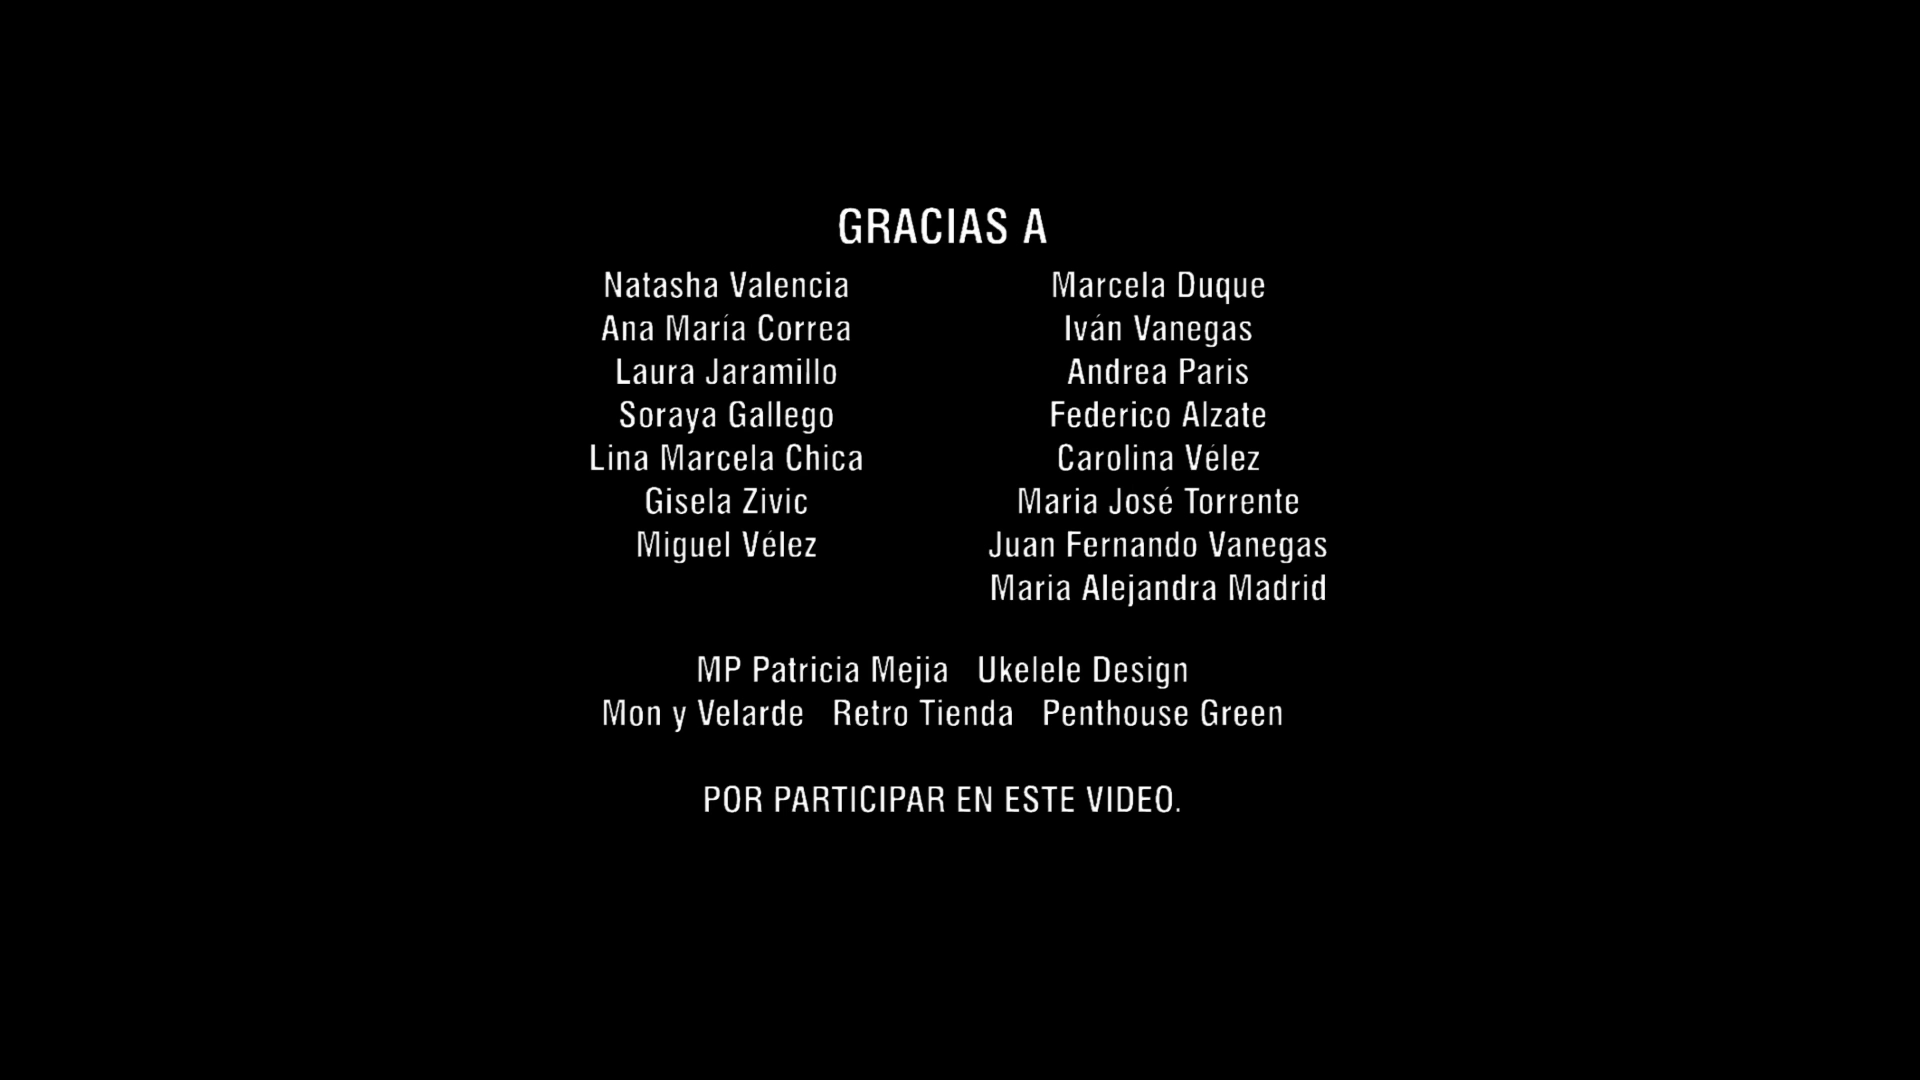 GRACIAS A
Natasha Valencia
Ana María Correa
Laura Jaramillo
Soraya Gallego
Lina Marcela Chica
Gisela Zivic
Miguel Vélez
Marcela Duque
Iván Vanegas
Andrea Paris
Federico Alzate
Carolina Vélez
Maria José Torrente
Juan Fernando Vanegas
Maria Alejandra Madrid
MP Patricia Mejia Ukelele Design
Mon y Velarde Retro Tienda Penthouse Green
POR PARTICIPAR EN ESTE VIDEO.